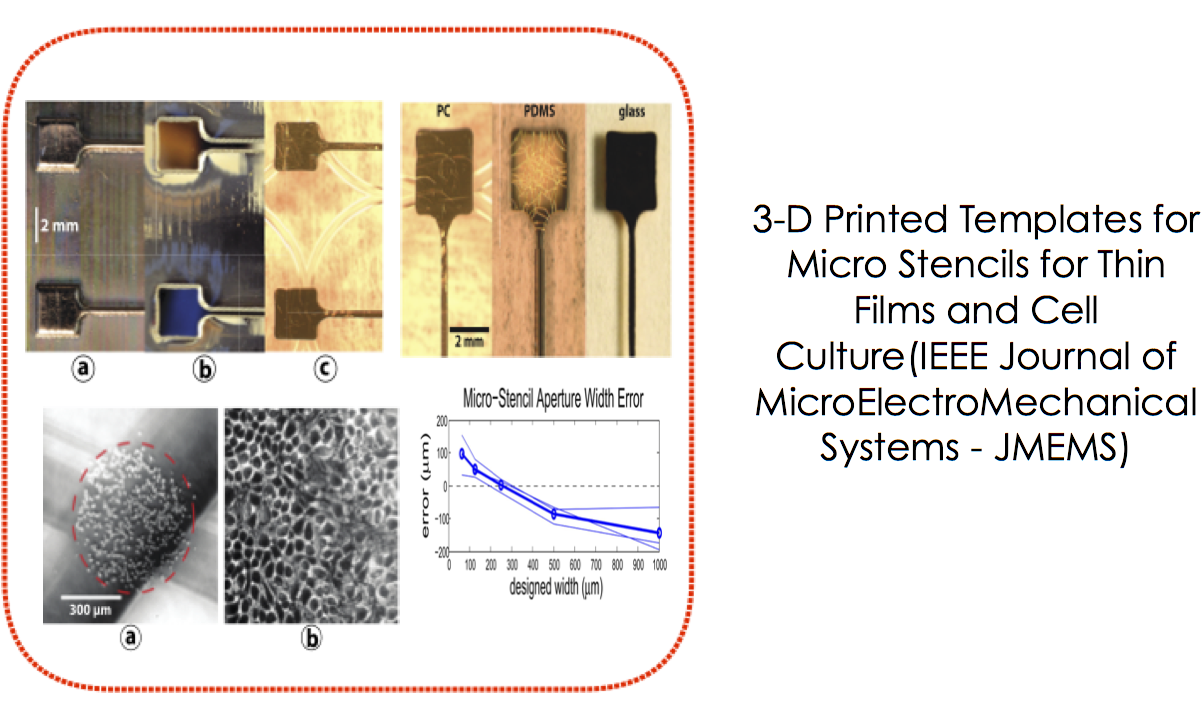 PC PDMS glass
2 mm
2 mm
a b c
Micro-Stencil Aperture Width Error
200
100
0
-100
-200
error (µm)
0 100 200 300 400 500 600 700 800 900 1000
designed width (µm)
300 µm
a b
3-D Printed Templates for
Micro Stencils for Thin
Films and Cell
Culture(IEEE Journal of
MicroElectroMechanical
Systems - JMEMS)